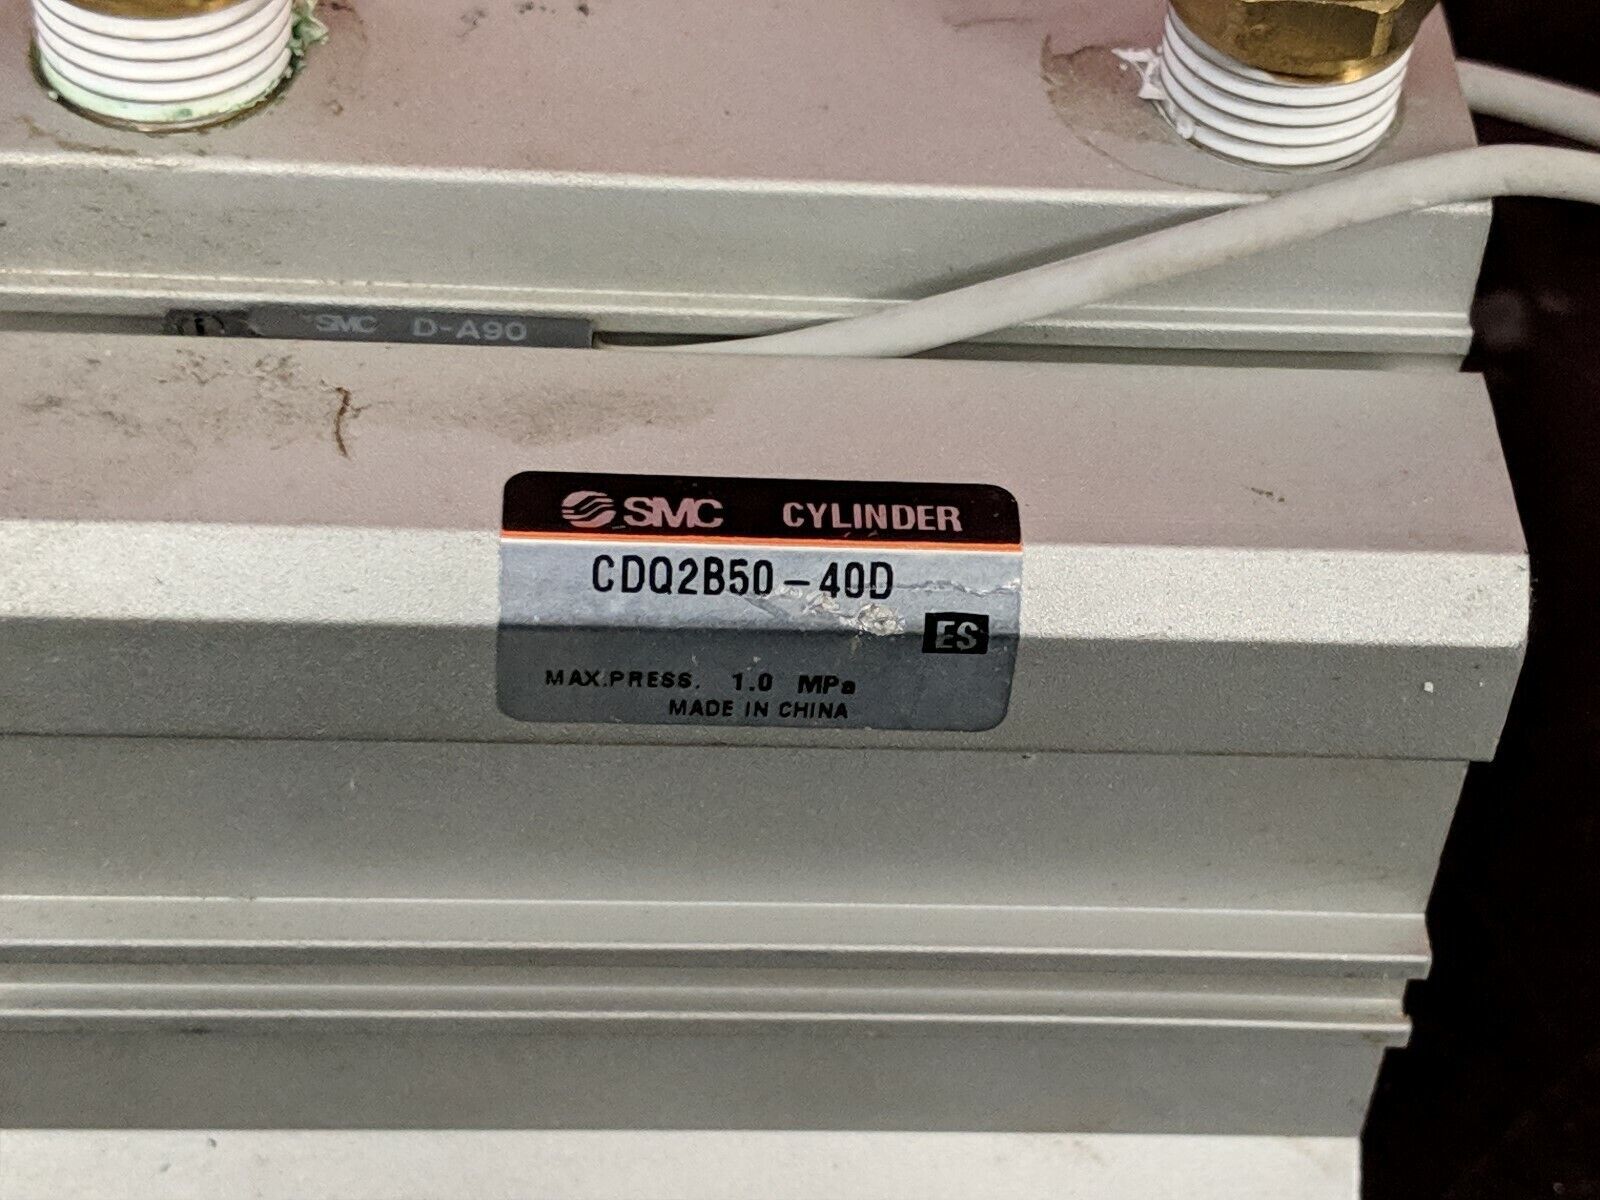 SMC D-A90
SMC CYLINDER
CDQ2B50-40D
ES
MAX.PRESS. 1.0 MPa
MADE IN CHINA